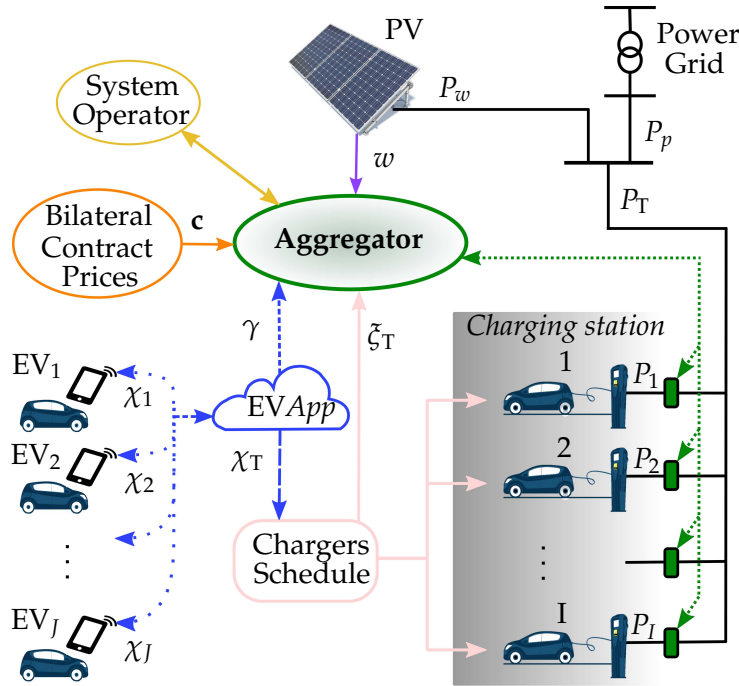 PV
Power
Grid
P_w
P_p
System
Operator
w
P_T
Bilateral
Contract
Prices
c
Aggregator
γ
ξ_T
Charging station
EV_1
χ_1
EVApp
1
P_1
EV_2
χ_2
χ_T
2
P_2
⋮
Chargers
Schedule
⋮
EV_J
χ_J
I
P_I